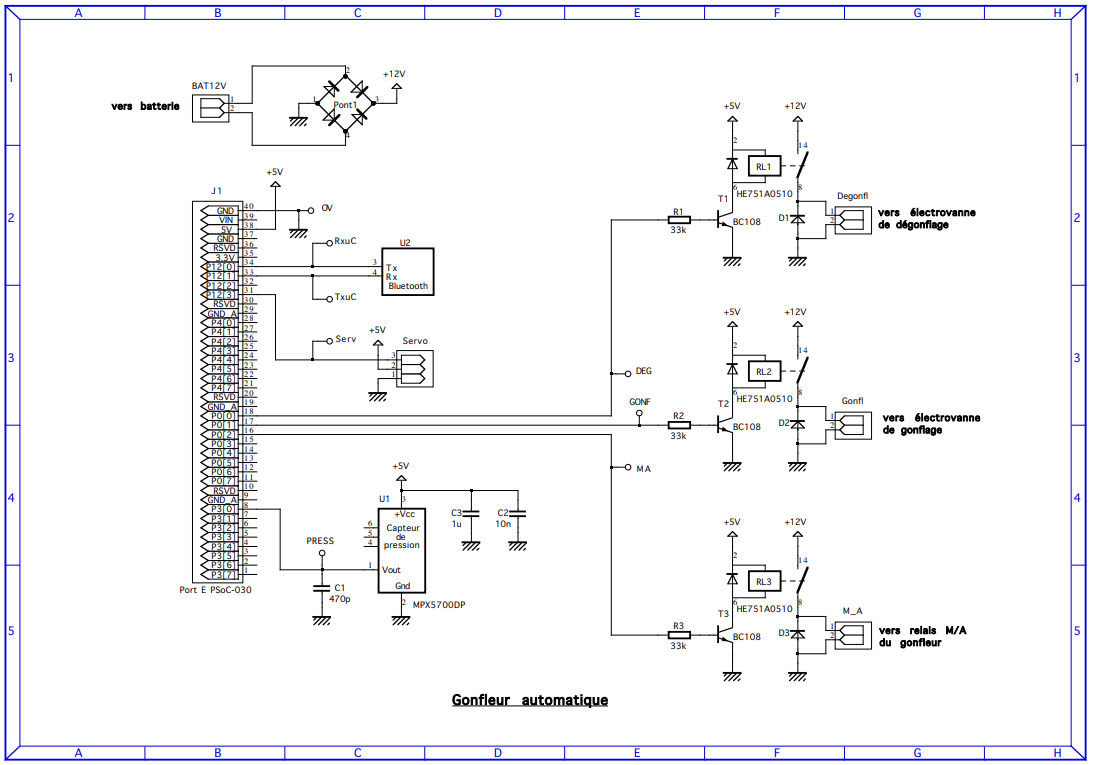 A B C D E F G H
1 1
BAT12V
vers batterie
1
2
2
1
Pont1
3
4
+12V
2 2
+5V
J1
GND 40
VIN 39
5V 38
GND 37
RSVD 36
3.3V 35
P12[0] 34
P12[1] 33
P12[2] 32
P12[3] 31
RSVD 30
GND_A 29
P4[0] 28
P4[1] 27
P4[2] 26
P4[3] 25
P4[4] 24
P4[5] 23
P4[6] 22
P4[7] 21
RSVD 20
GND_A 19
P0[0] 18
P0[1] 17
P0[2] 16
P0[3] 15
P0[4] 14
P0[5] 13
P0[6] 12
P0[7] 11
RSVD 10
GND_A 9
P3[0] 8
P3[1] 7
P3[2] 6
P3[3] 5
P3[4] 4
P3[5] 3
P3[6] 2
P3[7] 1
Port E PSoC-030
0V
RxuC
TxuC
U2
3 Tx
4 Rx
Bluetooth
3 3
Serv
+5V
Servo
3
2
1
DEG
GONF
MA
4 4
+5V
U1
3
+Vcc
6
5
4
Capteur
de
pression
1 Vout
Gnd
2
MPX5700DP
C3
1u
C2
10n
PRESS
C1
470p
5 5
+5V +12V
2 14
RL1
6 8
HE751A0510
T1
BC108
R1
33k
D1
Degonfl
1
2
vers électrovanne
de dégonflage
+5V +12V
2 14
RL2
6 8
HE751A0510
T2
BC108
R2
33k
D2
Gonfl
1
2
vers électrovanne
de gonflage
+5V +12V
2 14
RL3
6 8
HE751A0510
T3
BC108
R3
33k
D3
M_A
1
2
vers relais M/A
du gonfleur
Gonfleur automatique
A B C D E F G H